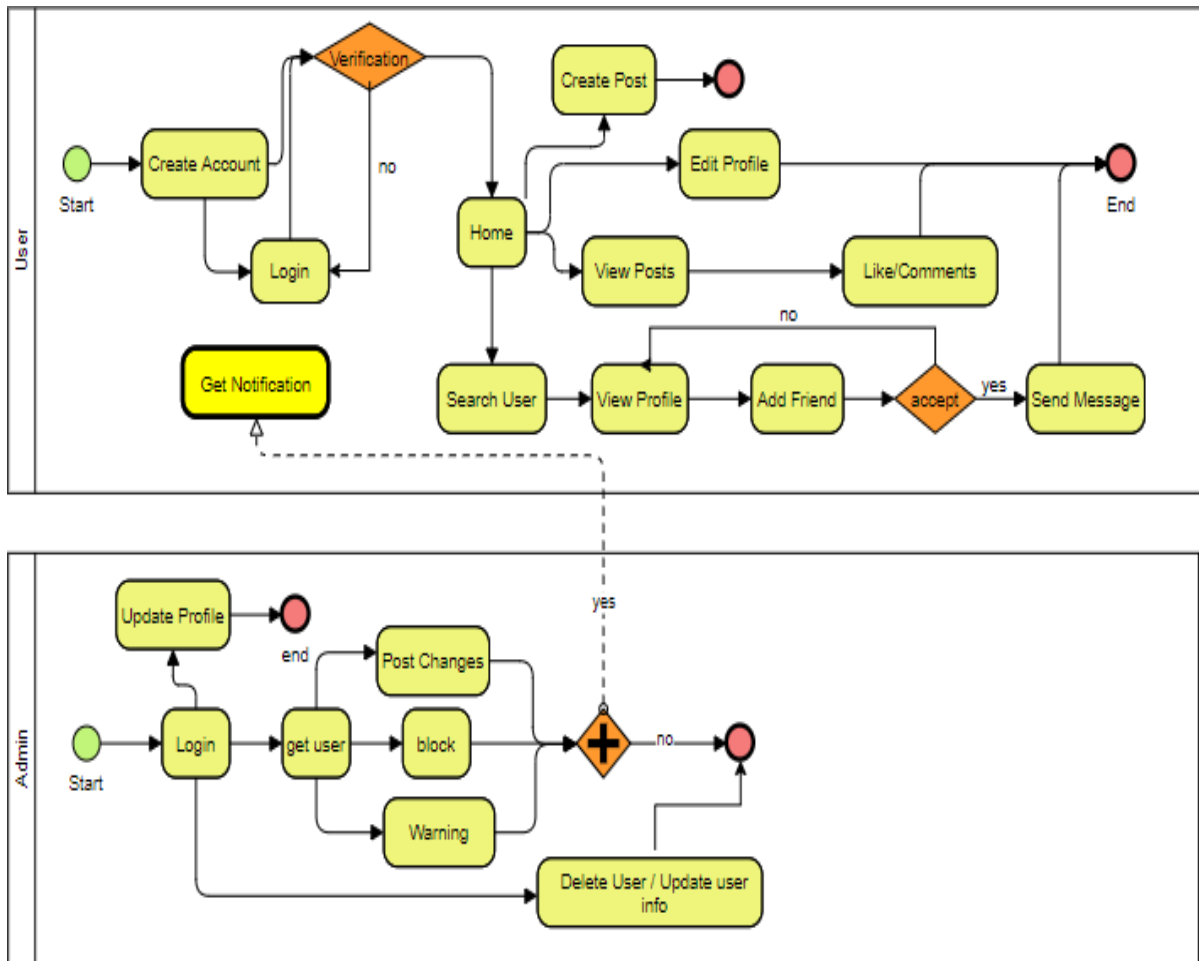 User
Verification
Create Post
Create Account
no
Edit Profile
Start
End
Home
Login
View Posts
Like/Comments
no
Get Notification
Search User
View Profile
Add Friend
accept
yes
Send Message
Admin
Update Profile
yes
end
Post Changes
Login
get user
block
no
Start
Warning
Delete User / Update user
info